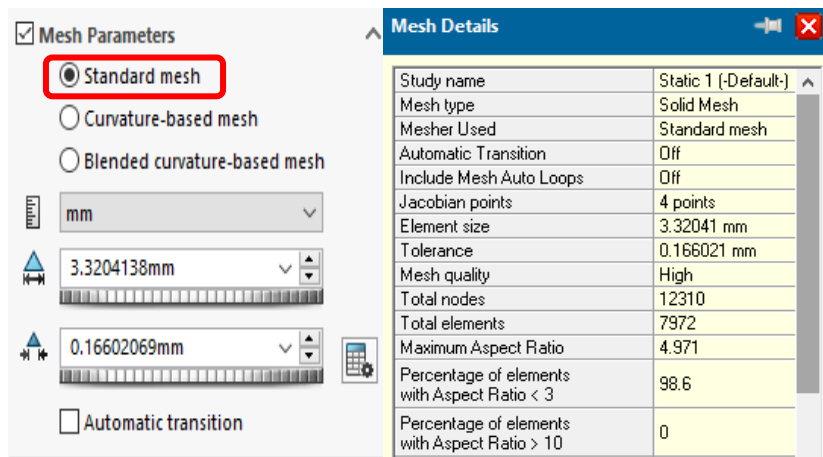 Mesh Parameters
Standard mesh
Curvature-based mesh
Blended curvature-based mesh
mm
3.3204138mm
0.16602069mm
Automatic transition
Mesh Details
Study name Static 1 (-Default-)
Mesh type Solid Mesh
Mesher Used Standard mesh
Automatic Transition Off
Include Mesh Auto Loops Off
Jacobian points 4 points
Element size 3.32041 mm
Tolerance 0.166021 mm
Mesh quality High
Total nodes 12310
Total elements 7972
Maximum Aspect Ratio 4.971
Percentage of elements
with Aspect Ratio < 3 98.6
Percentage of elements
with Aspect Ratio > 10 0